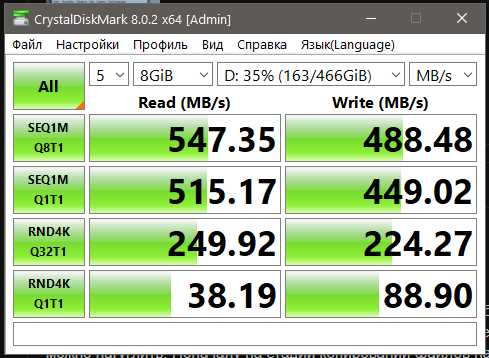 CrystalDiskMark 8.0.2 x64 [Admin]
Файл Настройки Профиль Вид Справка Язык(Language)
All 5 8GiB D: 35% (163/466GiB) MB/s
Read (MB/s) Write (MB/s)
SEQ1M
Q8T1 547.35 488.48
SEQ1M
Q1T1 515.17 449.02
RND4K
Q32T1 249.92 224.27
RND4K
Q1T1 38.19 88.90